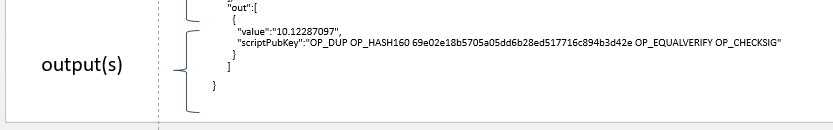 "out":[
{
"value":"10.12287097",
"scriptPubKey":"OP_DUP OP_HASH160 69e02e18b5705a05dd6b28ed517716c894b3d42e OP_EQUALVERIFY OP_CHECKSIG"
}
]
output(s)
}